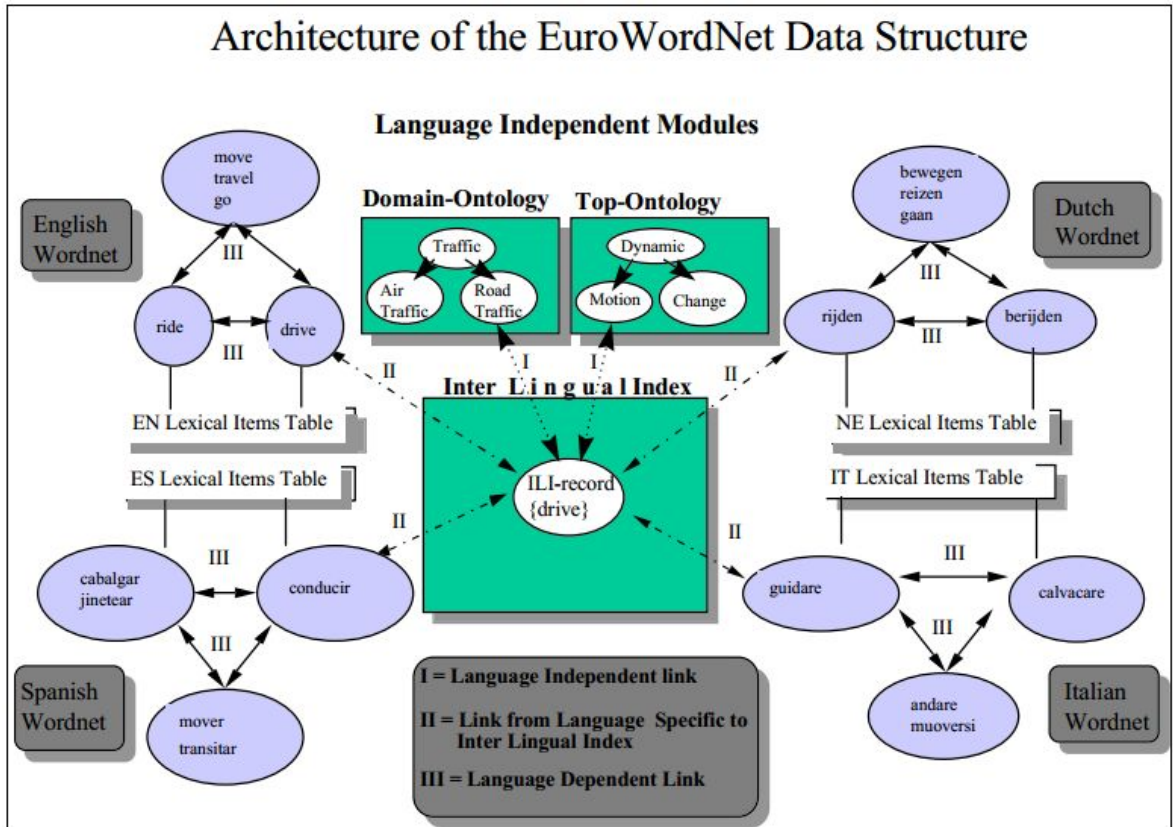 Architecture of the EuroWordNet Data Structure
Language Independent Modules
move
travel
go
English
Wordnet
III
ride
drive
III
EN Lexical Items Table
Domain-Ontology
Traffic
Air
Traffic
Road
Traffic
Top-Ontology
Dynamic
Motion
Change
bewegen
reizen
gaan
Dutch
Wordnet
III
rijden
berijden
III
NE Lexical Items Table
I
I
II
II
Inter Lingual Index
ILI-record
{drive}
II
II
ES Lexical Items Table
III
cabalgar
jinetear
conducir
III
Spanish
Wordnet
mover
transitar
IT Lexical Items Table
III
guidare
calvacare
III
andare
muoversi
Italian
Wordnet
I = Language Independent link
II = Link from Language Specific to
Inter Lingual Index
III = Language Dependent Link